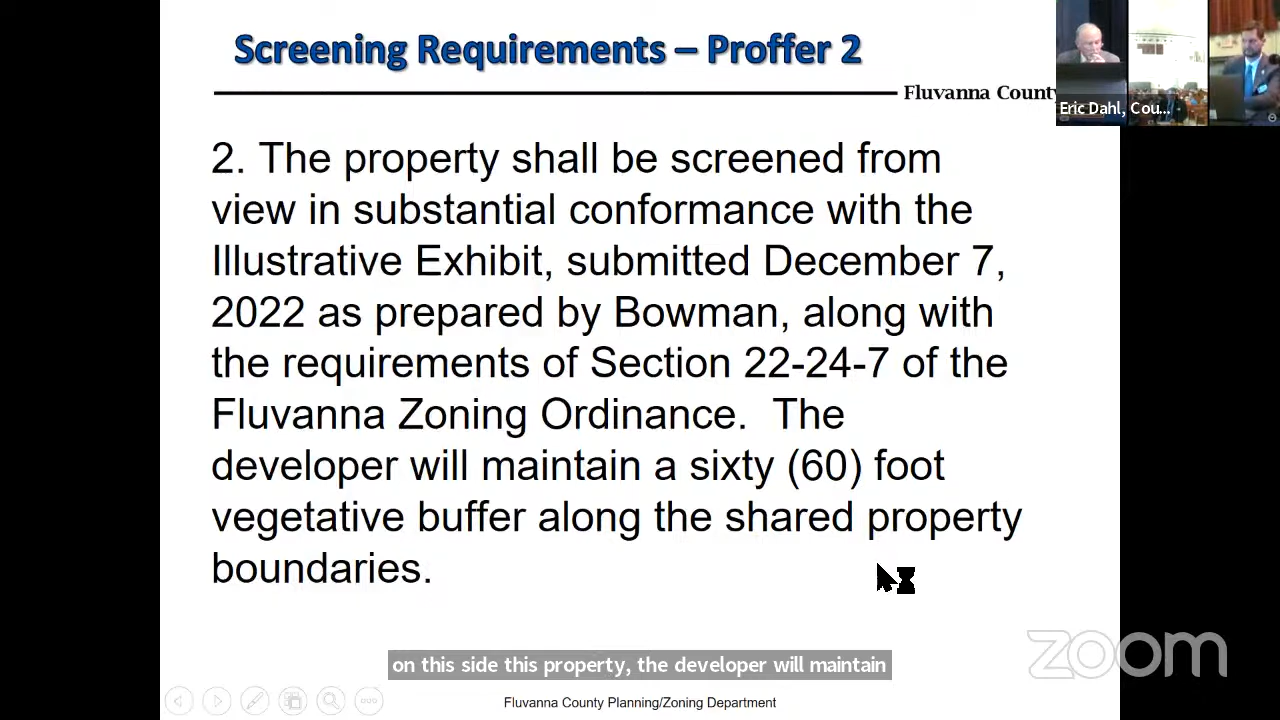 Screening Requirements – Proffer 2
Fluvanna County
Eric Dahl, Cou...
2. The property shall be screened from
view in substantial conformance with the
Illustrative Exhibit, submitted December 7,
2022 as prepared by Bowman, along with
the requirements of Section 22-24-7 of the
Fluvanna Zoning Ordinance. The
developer will maintain a sixty (60) foot
vegetative buffer along the shared property
boundaries.
zoom
on this side this property, the developer will maintain
Fluvanna County Planning/Zoning Department